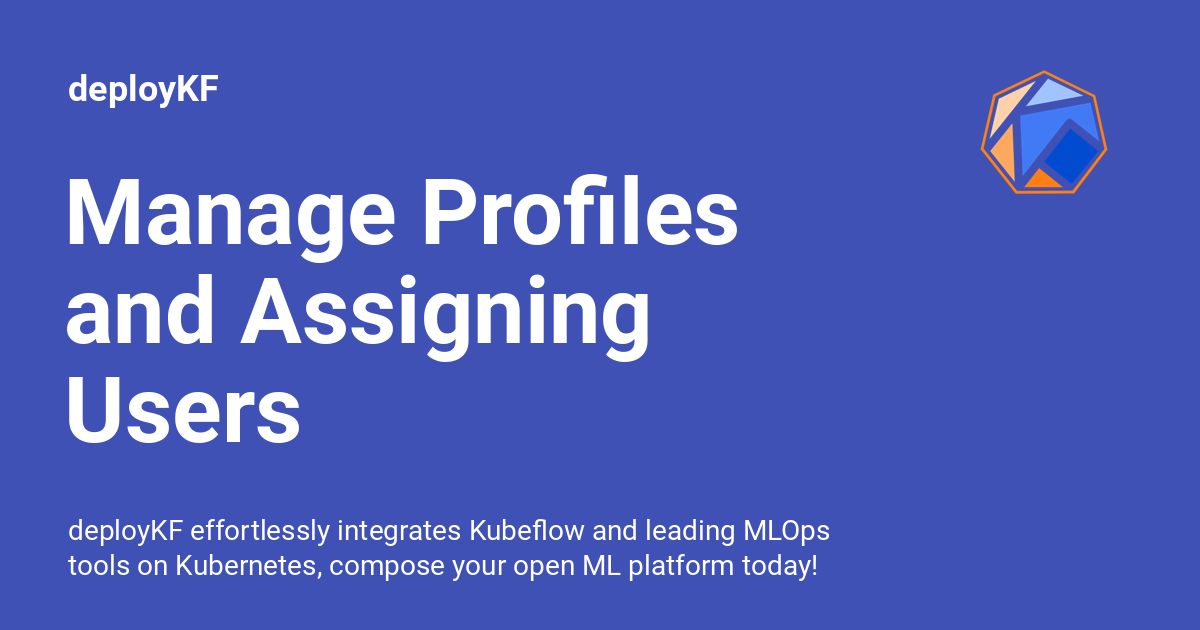 deployKF
Manage Profiles
and Assigning
Users
deployKF effortlessly integrates Kubeflow and leading MLOps
tools on Kubernetes, compose your open ML platform today!